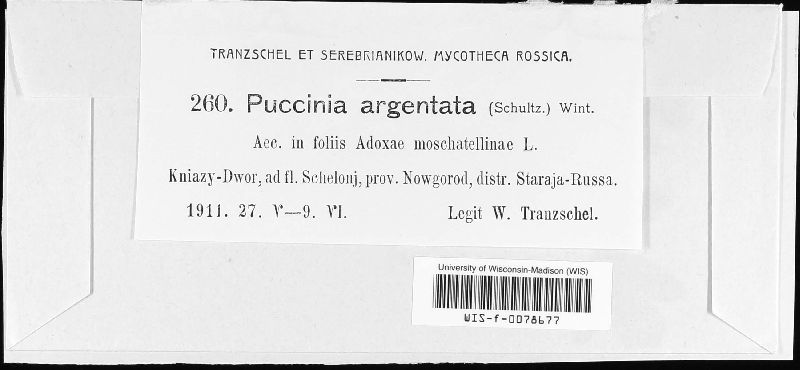 TRANZSCHEL ET SEREBRIANIKOW. MYCOTHECA ROSSICA.
260. Puccinia argentata (Schultz.) Wint.
Aec. in foliis Adoxae moschatellinae L.
Kniazy-Dwor, ad fl. Schelonj, prov. Nowgorod, distr. Staraja-Russa.
1911. 27. V—9. VI. Legit W. Tranzschel.
University of Wisconsin-Madison (WIS)
WIS-f-0078677